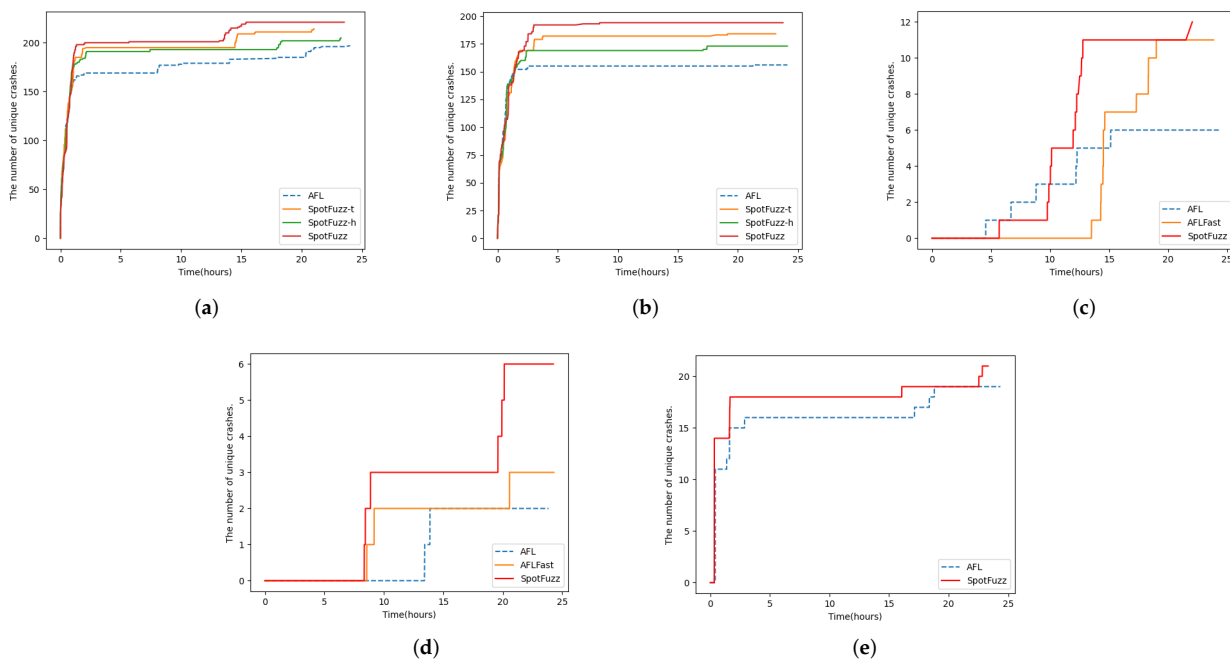 The number of unique crashes.
200
150
100
50
0
AFL
SpotFuzz-t
SpotFuzz-h
SpotFuzz
0 5 10 15 20 25
Time(hours)
(a)
The number of unique crashes.
200
175
150
125
100
75
50
25
0
AFL
SpotFuzz-t
SpotFuzz-h
SpotFuzz
0 5 10 15 20 25
Time(hours)
(b)
The number of unique crashes.
12
10
8
6
4
2
0
AFL
AFLFast
SpotFuzz
0 5 10 15 20 25
Time(hours)
(c)
The number of unique crashes.
6
5
4
3
2
1
0
AFL
AFLFast
SpotFuzz
0 5 10 15 20 25
Time(hours)
(d)
The number of unique crashes.
20
15
10
5
0
AFL
SpotFuzz
0 5 10 15 20 25
Time(hours)
(e)